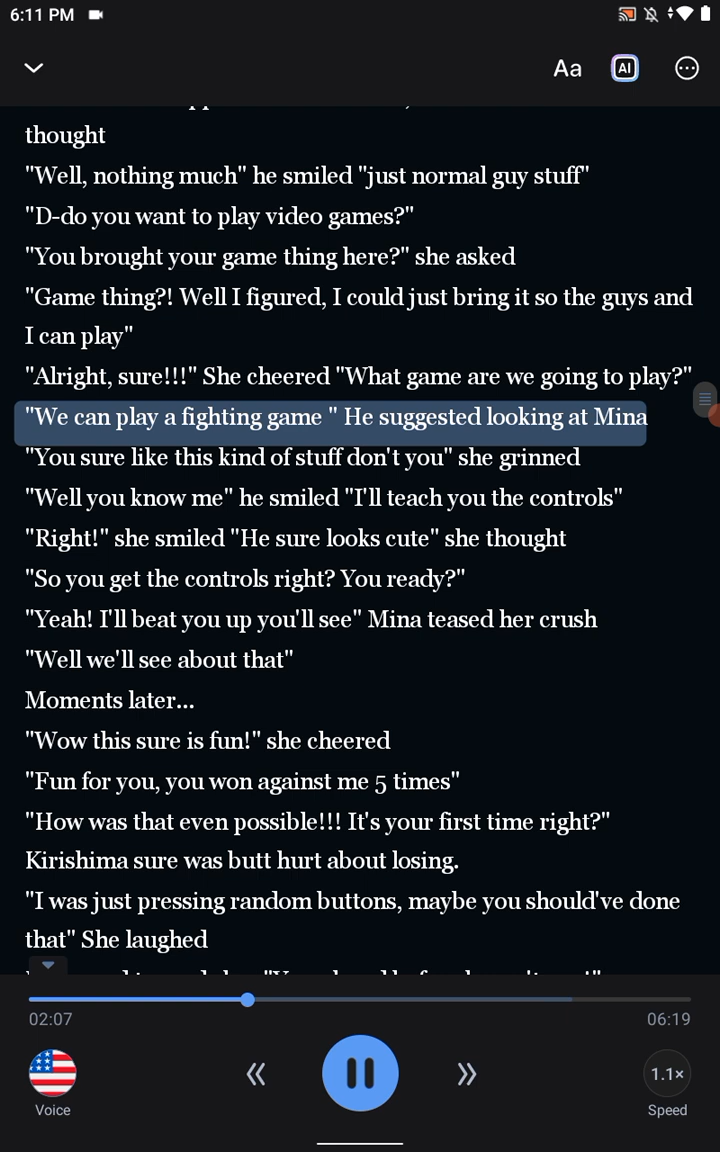 6:11 PM
Aa
AI
thought
"Well, nothing much" he smiled "just normal guy stuff"
"D-do you want to play video games?"
"You brought your game thing here?" she asked
"Game thing?! Well I figured, I could just bring it so the guys and
I can play"
"Alright, sure!!!" She cheered "What game are we going to play?"
"We can play a fighting game " He suggested looking at Mina
"You sure like this kind of stuff don't you" she grinned
"Well you know me" he smiled "I'll teach you the controls"
"Right!" she smiled "He sure looks cute" she thought
"So you get the controls right? You ready?"
"Yeah! I'll beat you up you'll see" Mina teased her crush
"Well we'll see about that"
Moments later...
"Wow this sure is fun!" she cheered
"Fun for you, you won against me 5 times"
"How was that even possible!!! It's your first time right?"
Kirishima sure was butt hurt about losing.
"I was just pressing random buttons, maybe you should've done
that" She laughed
02:07
06:19
1.1×
Voice
Speed